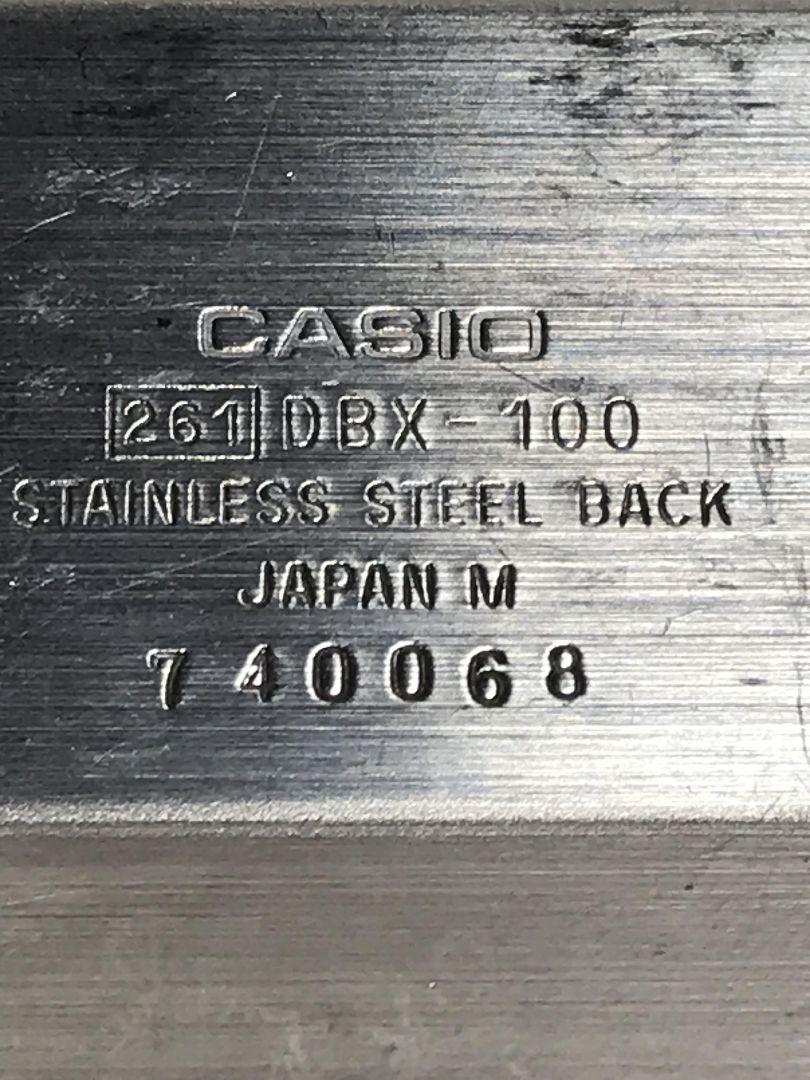 CASIO
261 DBX-100
STAINLESS STEEL BACK
JAPAN M
740068